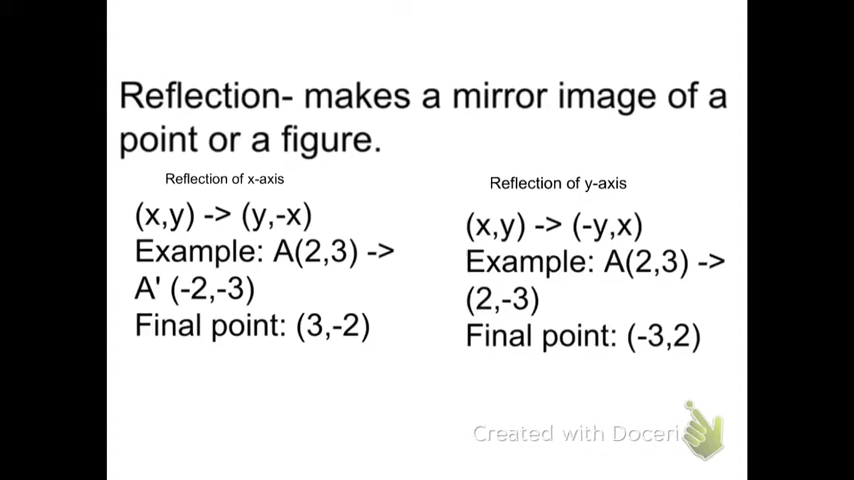 Reflection- makes a mirror image of a
point or a figure.
Reflection of x-axis
(x,y) -> (y,-x)
Example: A(2,3) ->
A' (-2,-3)
Final point: (3,-2)
Reflection of y-axis
(x,y) -> (-y,x)
Example: A(2,3) ->
(2,-3)
Final point: (-3,2)
Created with Doceri